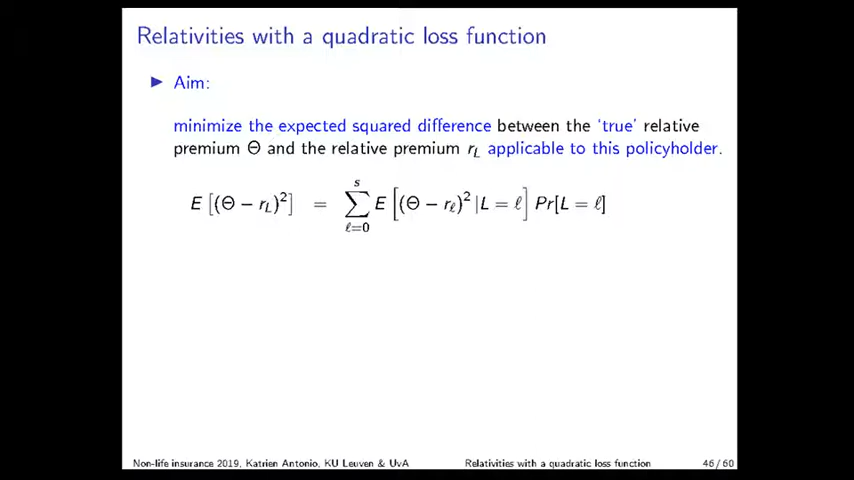 Relativities with a quadratic loss function
▶ Aim:
minimize the expected squared difference between the ‘true’ relative
premium Θ and the relative premium r_L applicable to this policyholder.
E[(Θ − r_L)²] = ∑_{ℓ=0}^{s} E[(Θ − r_ℓ)² | L = ℓ] Pr[L = ℓ]
Non-life insurance 2019, Katrien Antonio, KU Leuven & UvA Relativities with a quadratic loss function 46 / 60